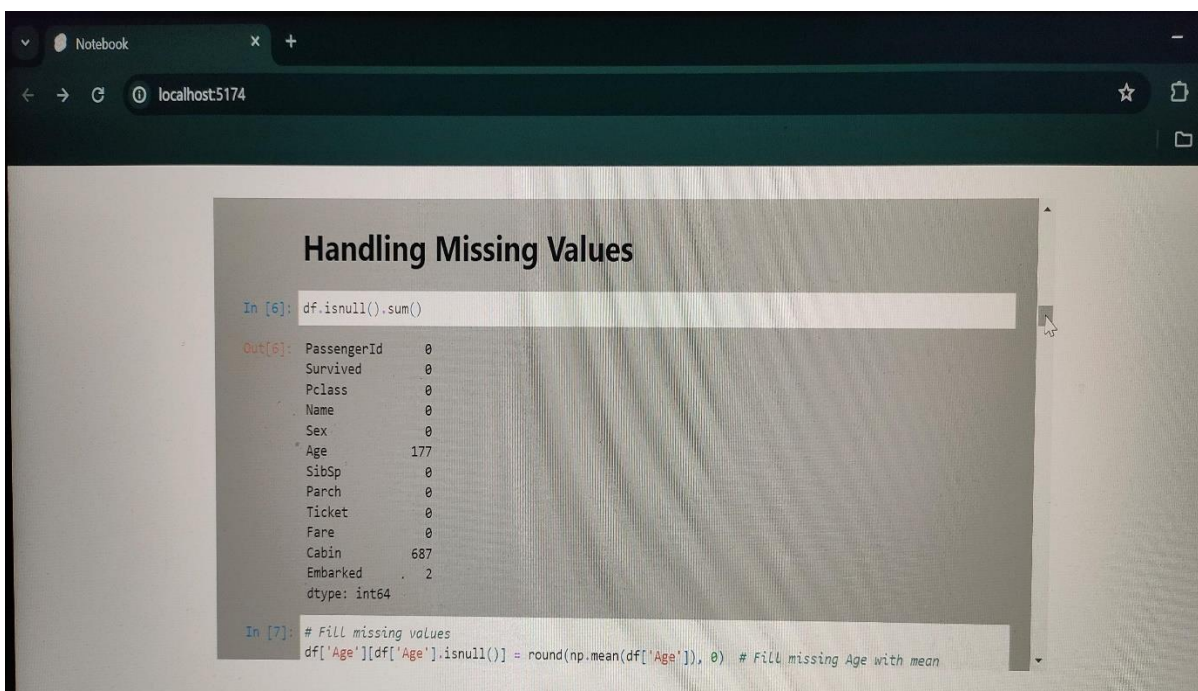 Notebook
localhost:5174
Handling Missing Values
In [6]: df.isnull().sum()
Out[6]: PassengerId 0
Survived 0
Pclass 0
Name 0
Sex 0
Age 177
SibSp 0
Parch 0
Ticket 0
Fare 0
Cabin 687
Embarked 2
dtype: int64
In [7]: # Fill missing values
df['Age'][df['Age'].isnull()] = round(np.mean(df['Age']), 0) # Fill missing Age with mean